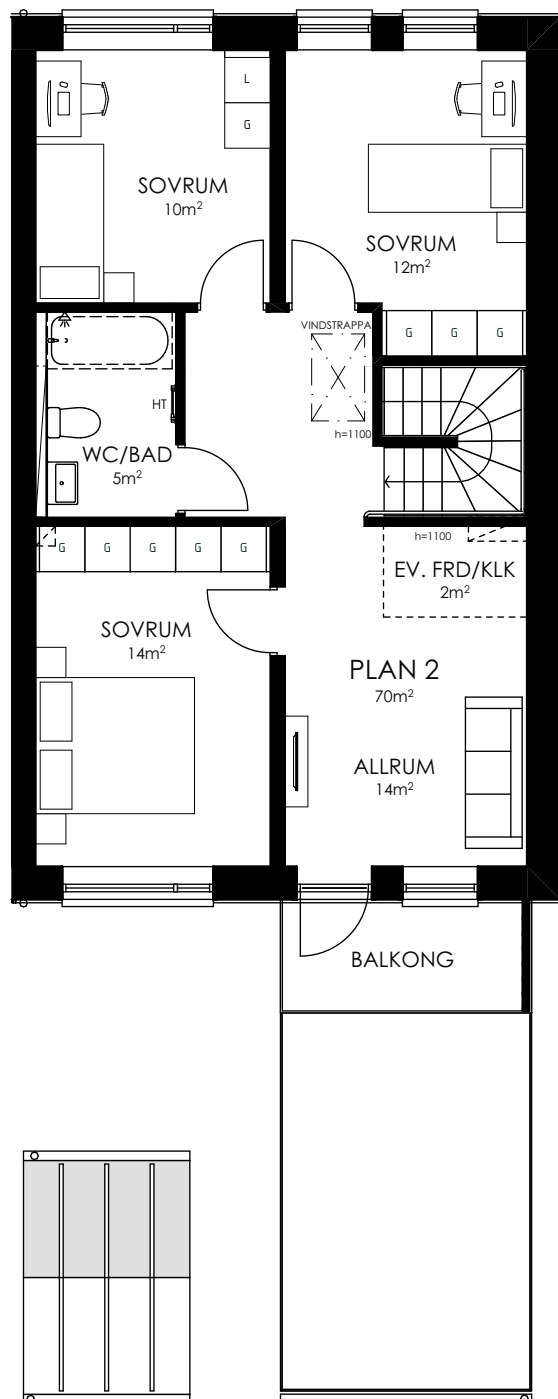 L
G
SOVRUM
10m²
SOVRUM
12m²
G G G
VINDSTRAPPA
h=1100
HT
WC/BAD
5m²
G G G G G
h=1100
EV. FRD/KLK
2m²
SOVRUM
14m²
PLAN 2
70m²
ALLRUM
14m²
BALKONG